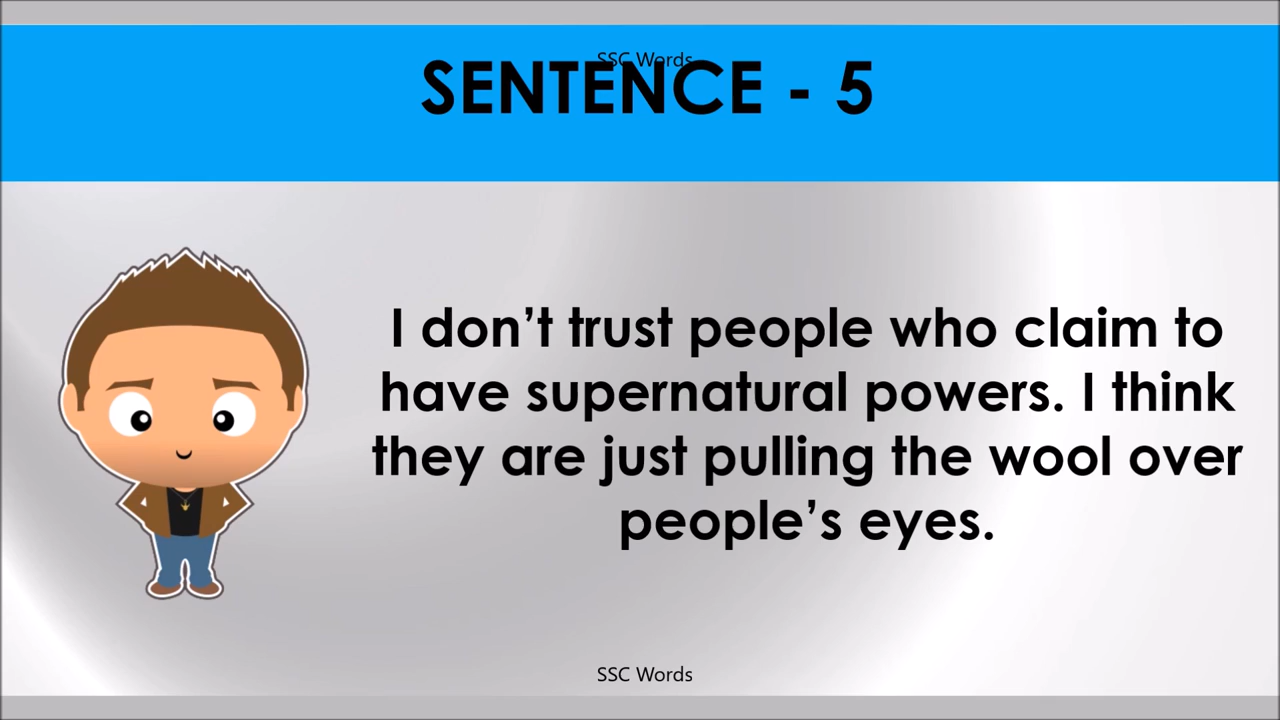 SSC Words
SENTENCE - 5
I don’t trust people who claim to
have supernatural powers. I think
they are just pulling the wool over
people’s eyes.
SSC Words